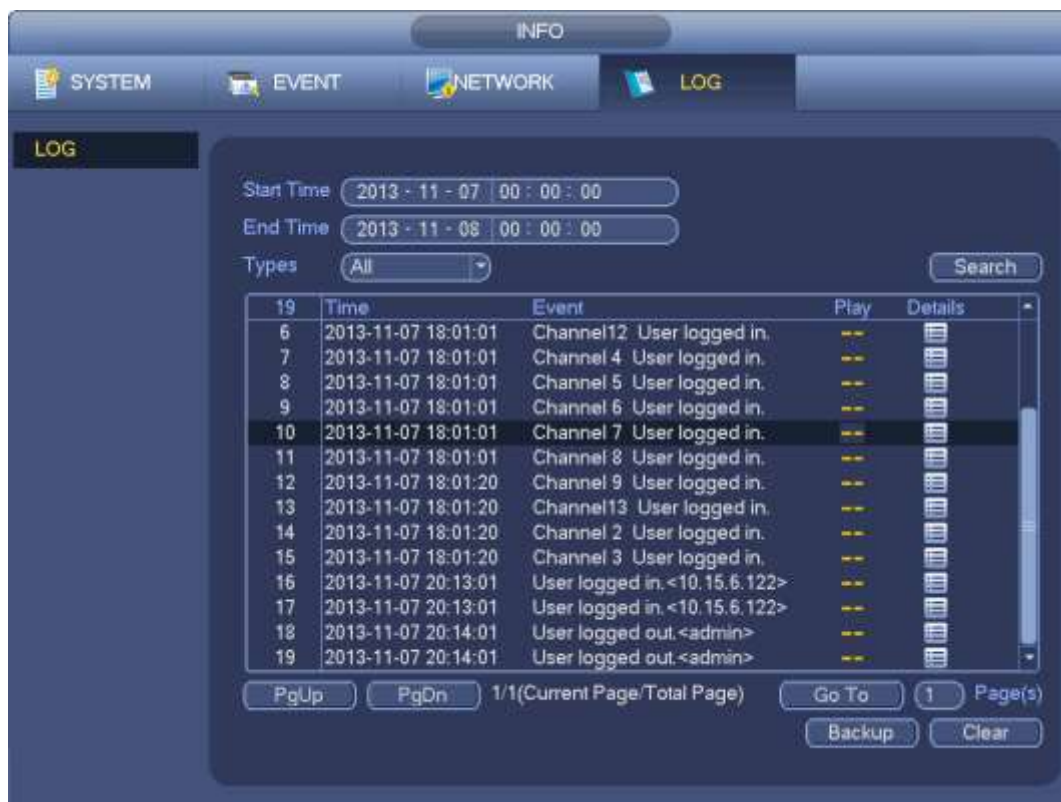 INFO
SYSTEM EVENT NETWORK LOG
LOG
Start Time 2013 - 11 - 07 00 : 00 : 00
End Time 2013 - 11 - 08 00 : 00 : 00
Types All Search
19 Time Event Play Details
6 2013-11-07 18:01:01 Channel12 User logged in. --
7 2013-11-07 18:01:01 Channel 4 User logged in. --
8 2013-11-07 18:01:01 Channel 5 User logged in. --
9 2013-11-07 18:01:01 Channel 6 User logged in. --
10 2013-11-07 18:01:01 Channel 7 User logged in. --
11 2013-11-07 18:01:01 Channel 8 User logged in. --
12 2013-11-07 18:01:20 Channel 9 User logged in. --
13 2013-11-07 18:01:20 Channel13 User logged in. --
14 2013-11-07 18:01:20 Channel 2 User logged in. --
15 2013-11-07 18:01:20 Channel 3 User logged in. --
16 2013-11-07 20:13:01 User logged in.<10.15.6.122> --
17 2013-11-07 20:13:01 User logged in.<10.15.6.122> --
18 2013-11-07 20:14:01 User logged out.<admin> --
19 2013-11-07 20:14:01 User logged out.<admin> --
PgUp PgDn 1/1(Current Page/Total Page) Go To 1 Page(s)
Backup Clear